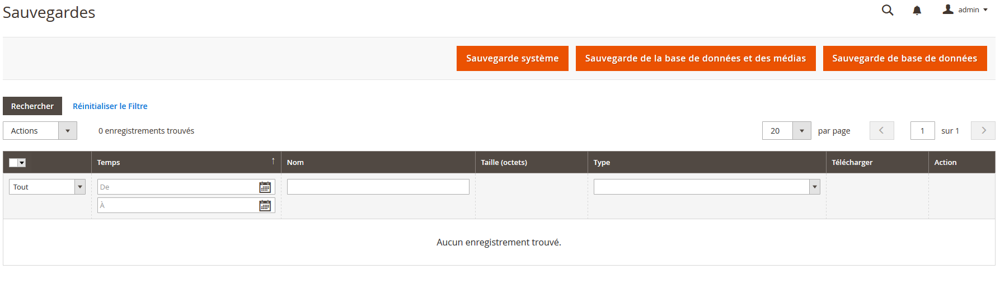 Sauvegardes
admin
Sauvegarde système
Sauvegarde de la base de données et des médias
Sauvegarde de base de données
Rechercher
Réinitialiser le Filtre
Actions
0 enregistrements trouvés
20
par page
1
sur 1
Temps
Nom
Taille (octets)
Type
Télécharger
Action
Tout
De
À
Aucun enregistrement trouvé.